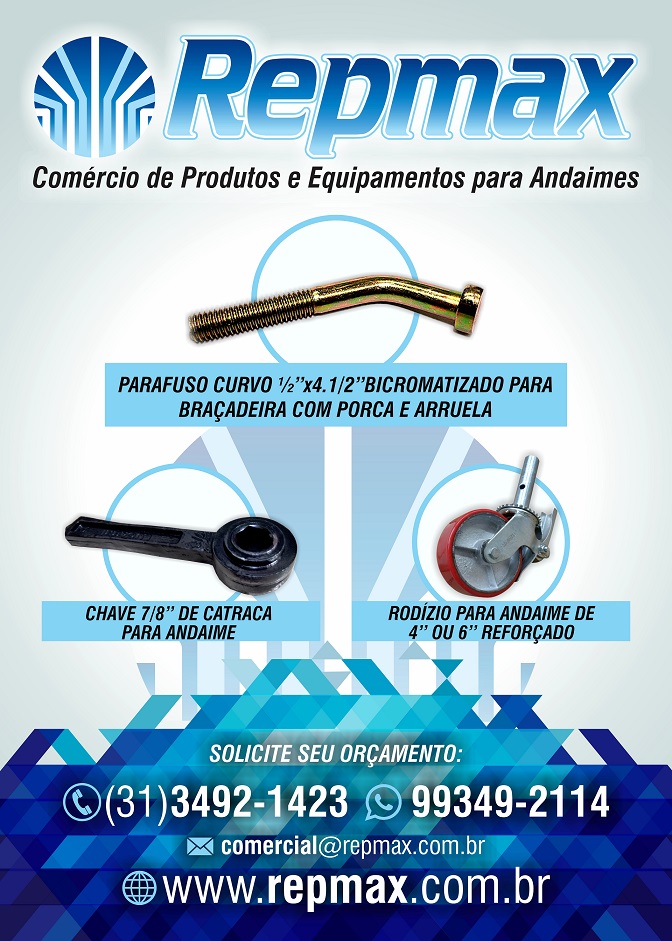 Repmax
Comércio de Produtos e Equipamentos para Andaimes
PARAFUSO CURVO ½’’x4.1/2’’BICROMATIZADO PARA
BRAÇADEIRA COM PORCA E ARRUELA
CHAVE 7/8’’ DE CATRACA
PARA ANDAIME
RODÍZIO PARA ANDAIME DE
4’’ OU 6’’ REFORÇADO
SOLICITE SEU ORÇAMENTO:
(31)3492-1423 99349-2114
comercial@repmax.com.br
www.repmax.com.br